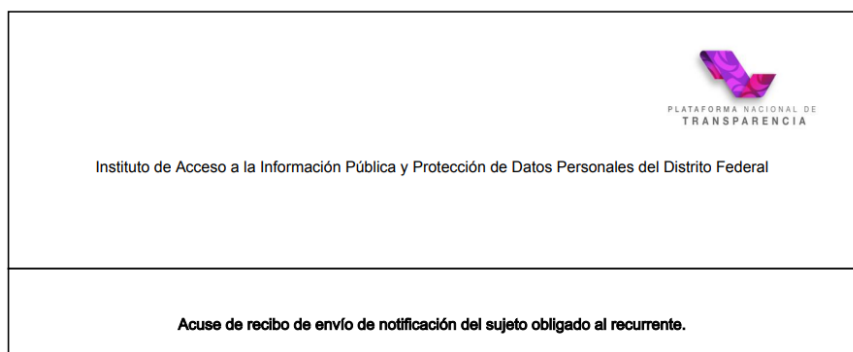 PLATAFORMA NACIONAL DE
TRANSPARENCIA
Instituto de Acceso a la Información Pública y Protección de Datos Personales del Distrito Federal
Acuse de recibo de envío de notificación del sujeto obligado al recurrente.